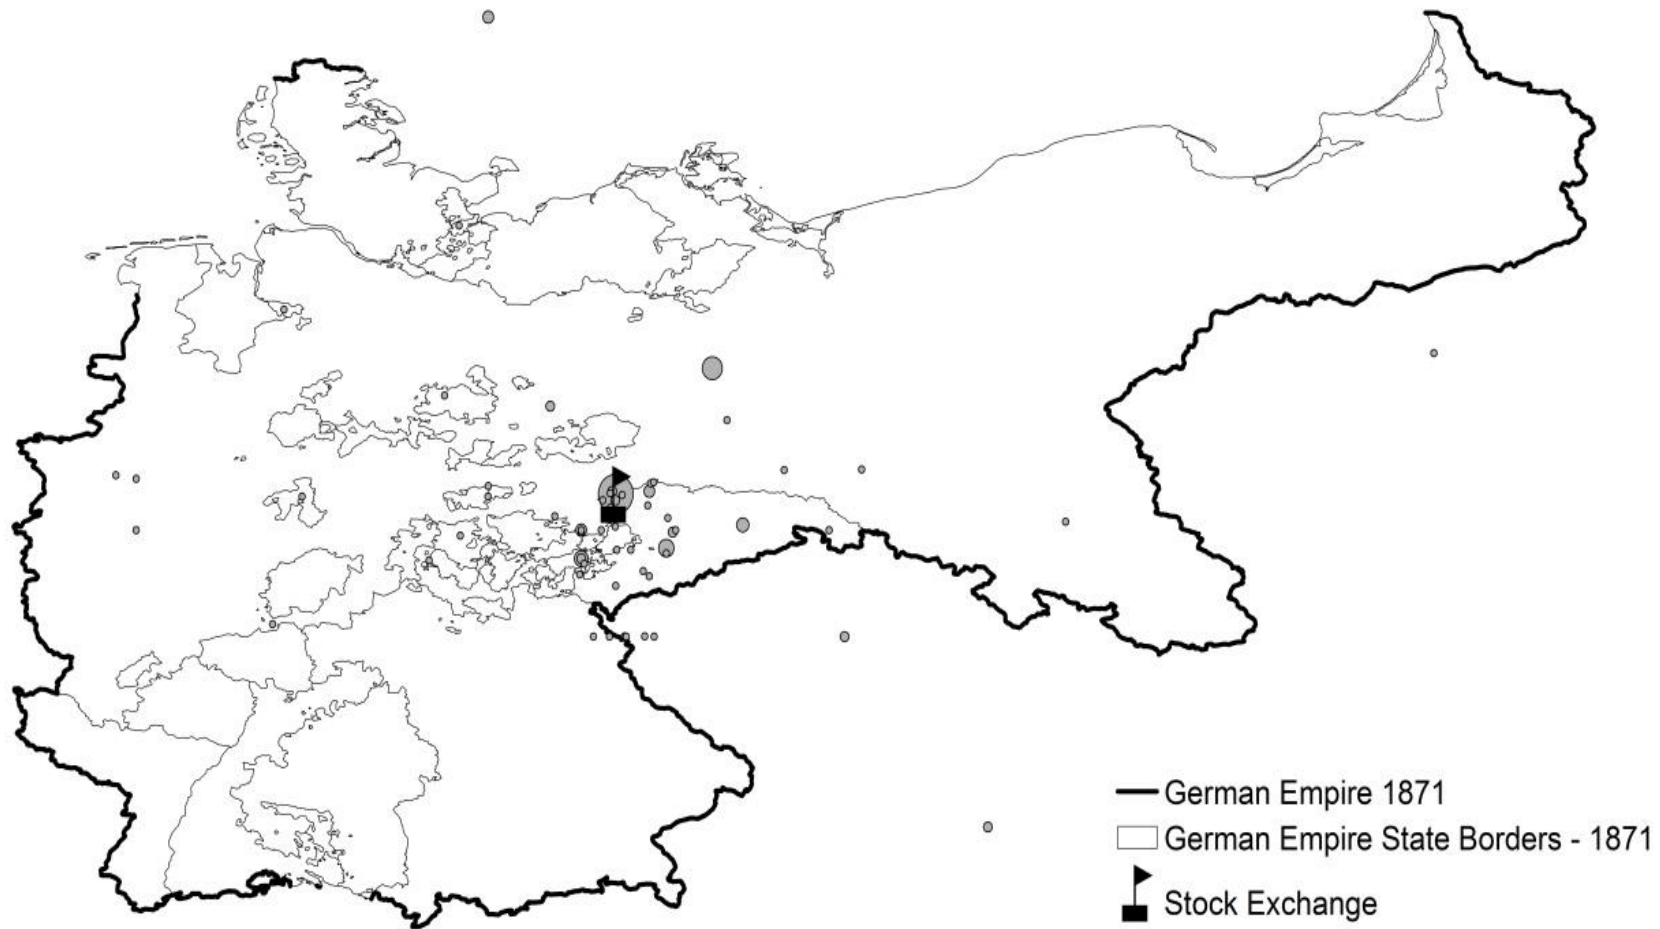 German Empire 1871
German Empire State Borders - 1871
Stock Exchange